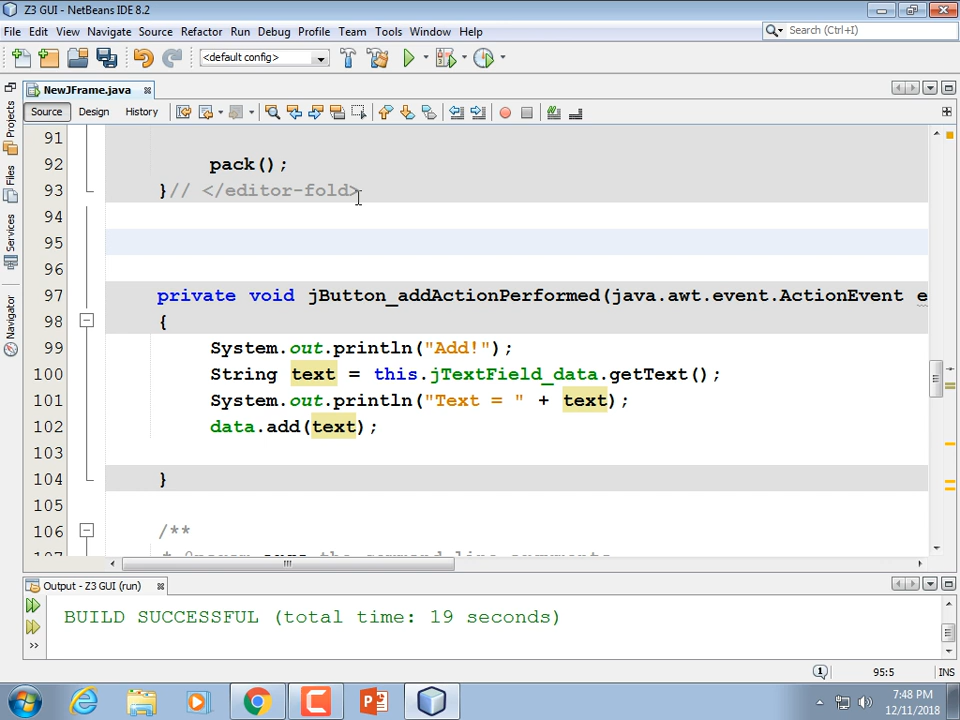 Z3 GUI - NetBeans IDE 8.2
File Edit View Navigate Source Refactor Run Debug Profile Team Tools Window Help
Search (Ctrl+I)
<default config>
NewJFrame.java
Source Design History
Projects
Files
Services
Navigator
91
92 pack();
93 }// </editor-fold>
94
95
96
97 private void jButton_addActionPerformed(java.awt.event.ActionEvent e
98 {
99 System.out.println("Add!");
100 String text = this.jTextField_data.getText();
101 System.out.println("Text = " + text);
102 data.add(text);
103
104 }
105
106 /**
Output - Z3 GUI (run)
BUILD SUCCESSFUL (total time: 19 seconds)
1 95:5 INS
7:48 PM
12/11/2018